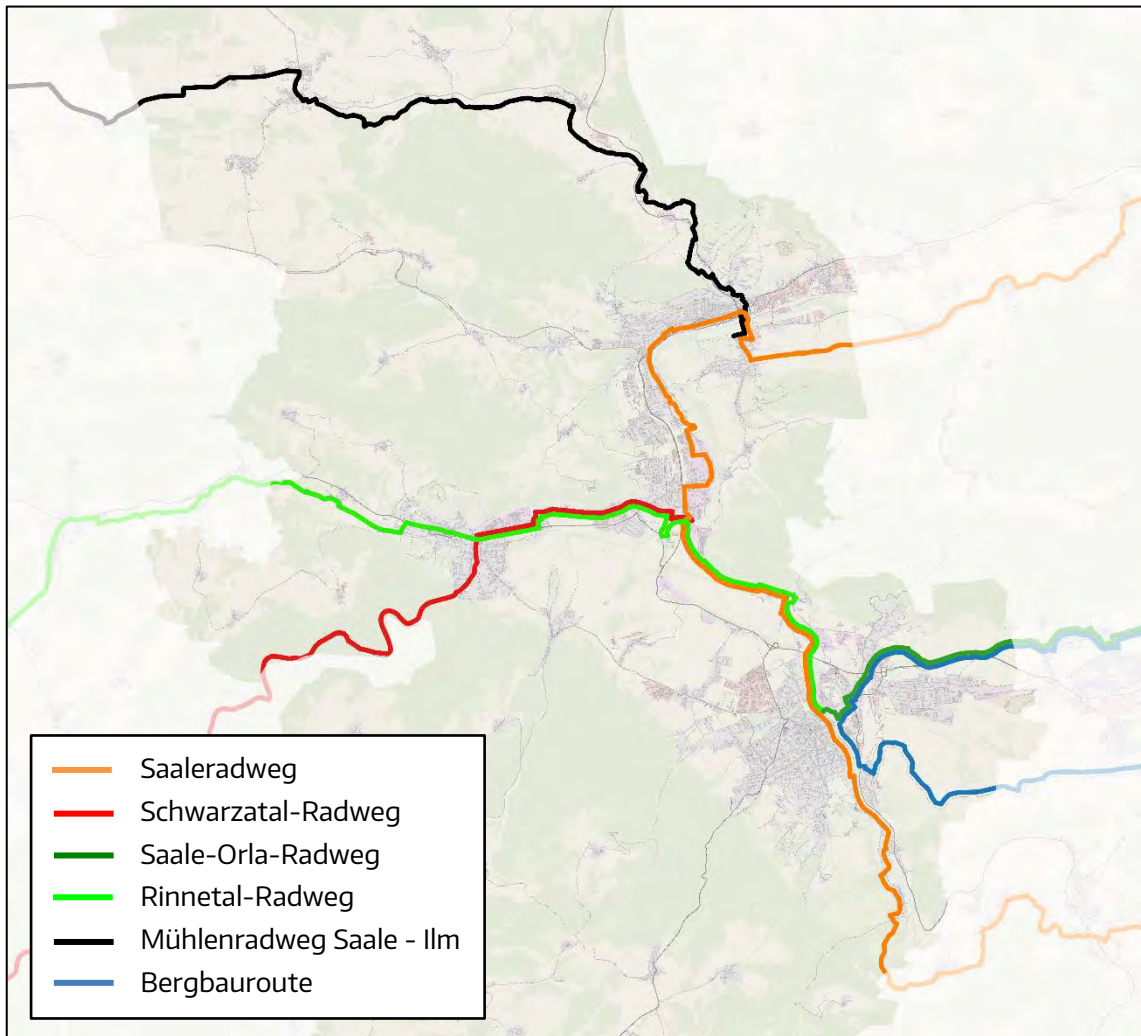 Saaleradweg
Schwarzatal-Radweg
Saale-Orla-Radweg
Rinnetal-Radweg
Mühlenradweg Saale - Ilm
Bergbauroute